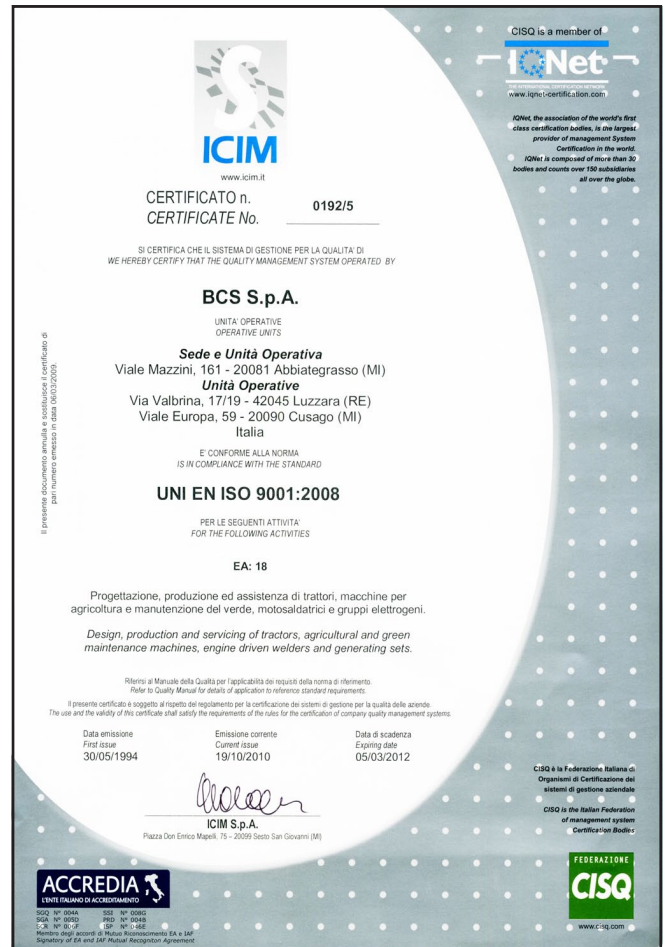 ICIM
www.icim.it
CERTIFICATO n.
CERTIFICATE No.
0192/5
SI CERTIFICA CHE IL SISTEMA DI GESTIONE PER LA QUALITA' DI
WE HEREBY CERTIFY THAT THE QUALITY MANAGEMENT SYSTEM OPERATED BY
BCS S.p.A.
UNITA' OPERATIVE
OPERATIVE UNITS
Sede e Unità Operativa
Viale Mazzini, 161 - 20081 Abbiategrasso (MI)
Unità Operative
Via Valbrina, 17/19 - 42045 Luzzara (RE)
Viale Europa, 59 - 20090 Cusago (MI)
Italia
E' CONFORME ALLA NORMA
IS IN COMPLIANCE WITH THE STANDARD
UNI EN ISO 9001:2008
PER LE SEGUENTI ATTIVITA'
FOR THE FOLLOWING ACTIVITIES
EA: 18
Progettazione, produzione ed assistenza di trattori, macchine per
agricoltura e manutenzione del verde, motosaldatrici e gruppi elettrogeni.
Design, production and servicing of tractors, agricultural and green
maintenance machines, engine driven welders and generating sets.
Riferirsi al Manuale della Qualità per l'applicabilità dei requisiti della norma di riferimento.
Refer to Quality Manual for details of application to reference standard requirements.
Il presente certificato è soggetto al rispetto del regolamento per la certificazione dei sistemi di gestione per la qualità delle aziende.
The use and the validity of this certificate shall satisfy the requirements of the rules for the certification of company quality management systems.
Data emissione
First issue
30/05/1994
Emissione corrente
Current issue
19/10/2010
Data di scadenza
Expiring date
05/03/2012
ICIM S.p.A.
Piazza Don Enrico Mapelli, 75 – 20099 Sesto San Giovanni (MI)
Il presente documento annulla e sostituisce il certificato di
pari numero emesso in data 06/03/2009.
CISQ is a member of
IQNet
THE INTERNATIONAL CERTIFICATION NETWORK
www.iqnet-certification.com
IQNet, the association of the world's first
class certification bodies, is the largest
provider of management System
Certification in the world.
IQNet is composed of more than 30
bodies and counts over 150 subsidiaries
all over the globe.
CISQ è la Federazione Italiana di
Organismi di Certificazione dei
sistemi di gestione aziendale
CISQ is the Italian Federation
of management system
Certification Bodies
FEDERAZIONE
CISQ
www.cisq.com
ACCREDIA
L'ENTE ITALIANO DI ACCREDITAMENTO
SGQ N° 004A SSI N° 008G
SGA N° 005D PRD N° 004B
SCR N° 006F ISP N° 046E
Membro degli accordi di Mutuo Riconoscimento EA e IAF
Signatory of EA and IAF Mutual Recogniton Agreement